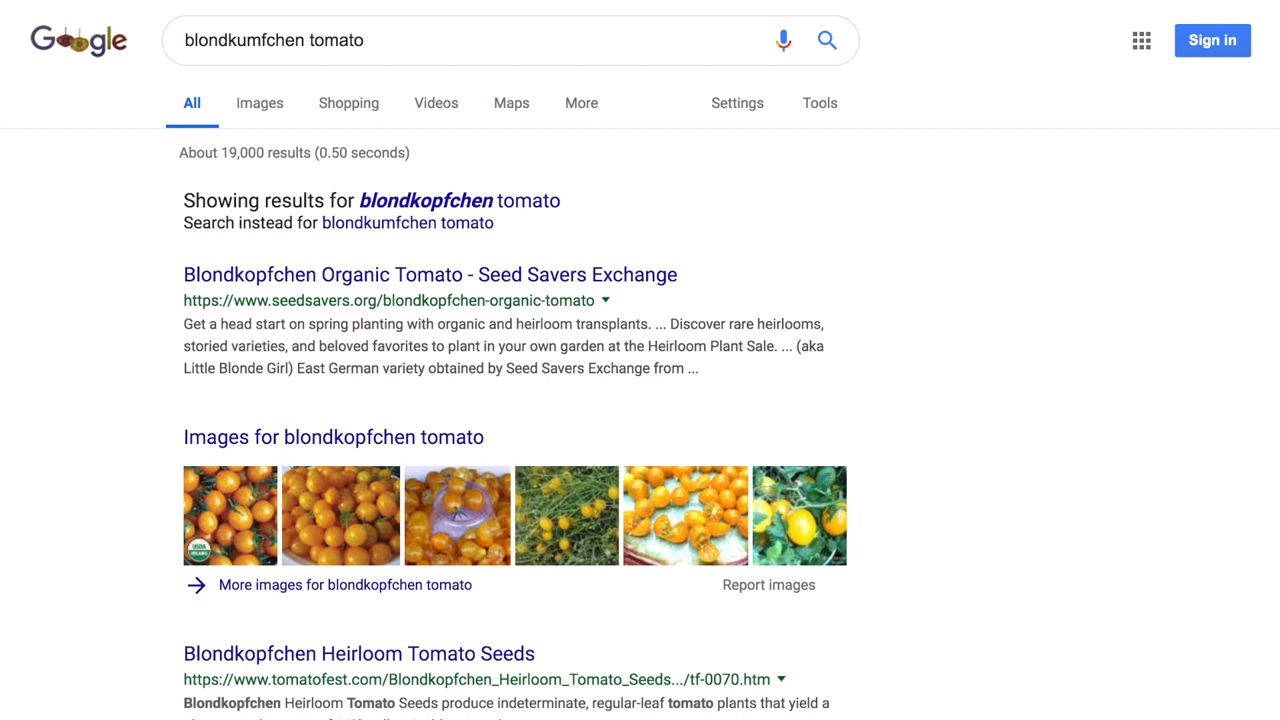 Google
blondkumfchen tomato
Sign in
All Images Shopping Videos Maps More Settings Tools
About 19,000 results (0.50 seconds)
Showing results for blondkopfchen tomato
Search instead for blondkumfchen tomato
Blondkopfchen Organic Tomato - Seed Savers Exchange
https://www.seedsavers.org/blondkopfchen-organic-tomato
Get a head start on spring planting with organic and heirloom transplants. ... Discover rare heirlooms,
storied varieties, and beloved favorites to plant in your own garden at the Heirloom Plant Sale. ... (aka
Little Blonde Girl) East German variety obtained by Seed Savers Exchange from ...
Images for blondkopfchen tomato
USDA
ORGANIC
More images for blondkopfchen tomato
Report images
Blondkopfchen Heirloom Tomato Seeds
https://www.tomatofest.com/Blondkopfchen_Heirloom_Tomato_Seeds.../tf-0070.htm
Blondkopfchen Heirloom Tomato Seeds produce indeterminate, regular-leaf tomato plants that yield a